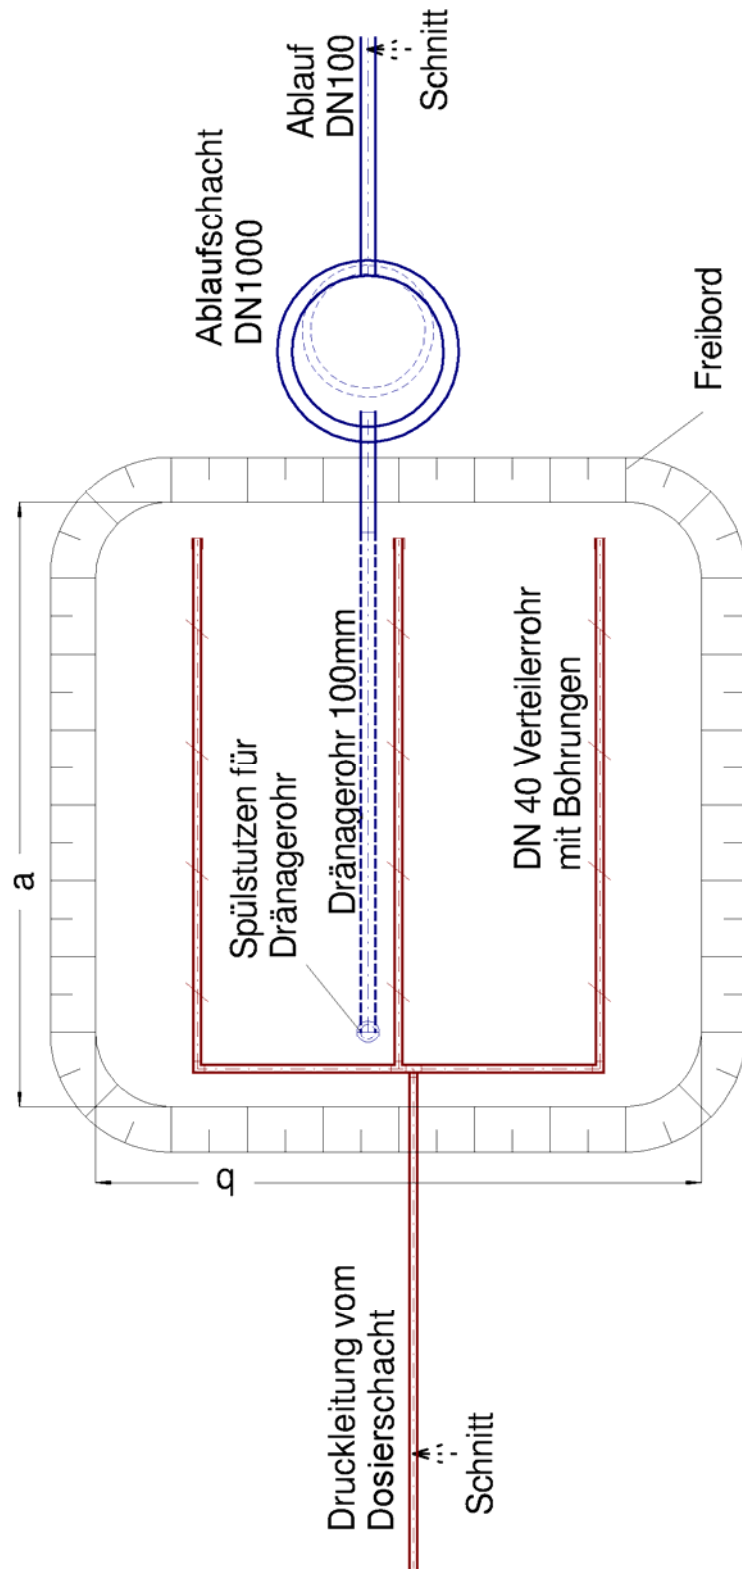 Ablauf
DN100
Schnitt
Ablaufschacht
DN1000
Freibord
a
Spülstutzen für
Dränagerohr
Dränagerohr 100mm
DN 40 Verteilerrohr
mit Bohrungen
b
Druckleitung vom
Dosierschacht
Schnitt